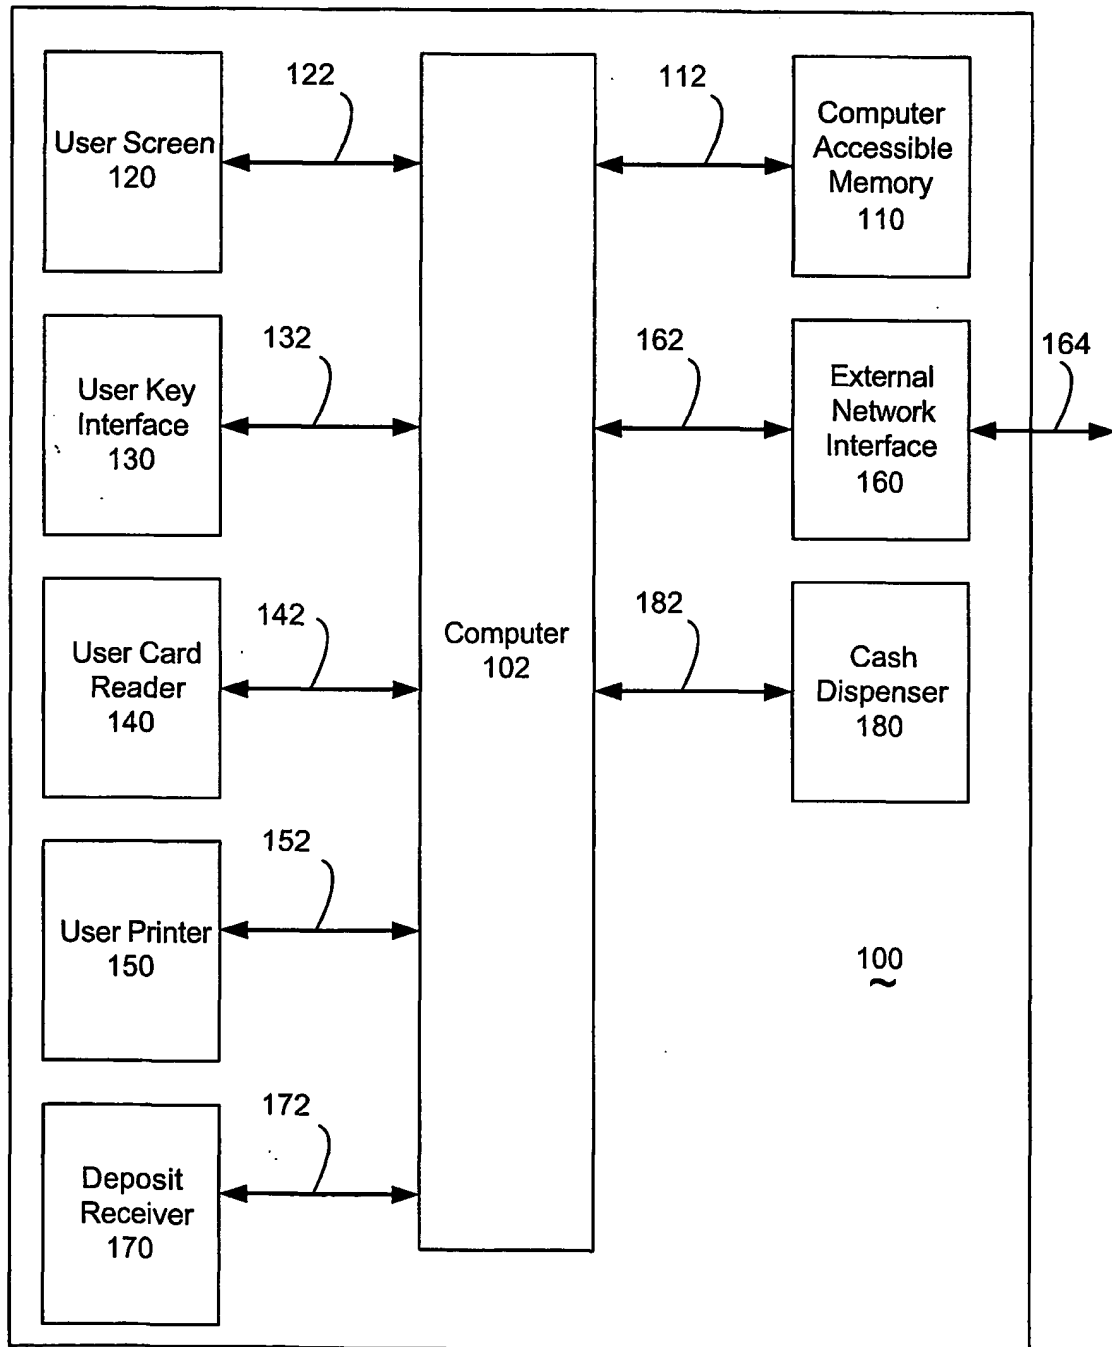 122
112
User Screen
120
Computer
Accessible
Memory
110
132
162
164
User Key
Interface
130
External
Network
Interface
160
142
182
User Card
Reader
140
Computer
102
Cash
Dispenser
180
152
User Printer
150
100
172
Deposit
Receiver
170